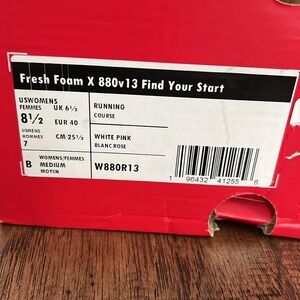 Fresh Foam X 880v13 Find Your Start
USWOMENS
FEMMES
8½
UK 6½
EUR 40
USMENS
HOMMES
7
CM 25½
RUNNING
COURSE
WHITE PINK
BLANC ROSE
B
WOMENS/FEMMES
MEDIUM
MOYEN
W880R13
1 96432 41255 6